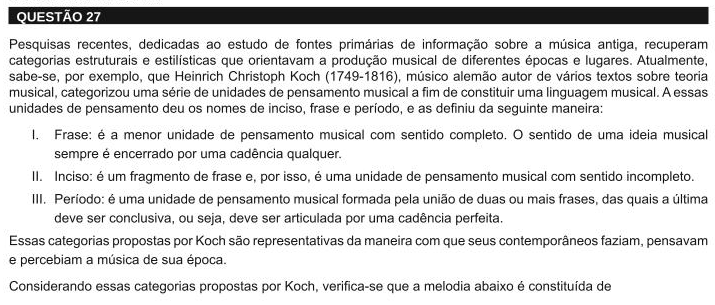 QUESTÃO 27
Pesquisas recentes, dedicadas ao estudo de fontes primárias de informação sobre a música antiga, recuperam
categorias estruturais e estilísticas que orientavam a produção musical de diferentes épocas e lugares. Atualmente,
sabe-se, por exemplo, que Heinrich Christoph Koch (1749-1816), músico alemão autor de vários textos sobre teoria
musical, categorizou uma série de unidades de pensamento musical a fim de constituir uma linguagem musical. A essas
unidades de pensamento deu os nomes de inciso, frase e período, e as definiu da seguinte maneira:
I. Frase: é a menor unidade de pensamento musical com sentido completo. O sentido de uma ideia musical
sempre é encerrado por uma cadência qualquer.
II. Inciso: é um fragmento de frase e, por isso, é uma unidade de pensamento musical com sentido incompleto.
III. Período: é uma unidade de pensamento musical formada pela união de duas ou mais frases, das quais a última
deve ser conclusiva, ou seja, deve ser articulada por uma cadência perfeita.
Essas categorias propostas por Koch são representativas da maneira com que seus contemporâneos faziam, pensavam
e percebiam a música de sua época.
Considerando essas categorias propostas por Koch, verifica-se que a melodia abaixo é constituída de